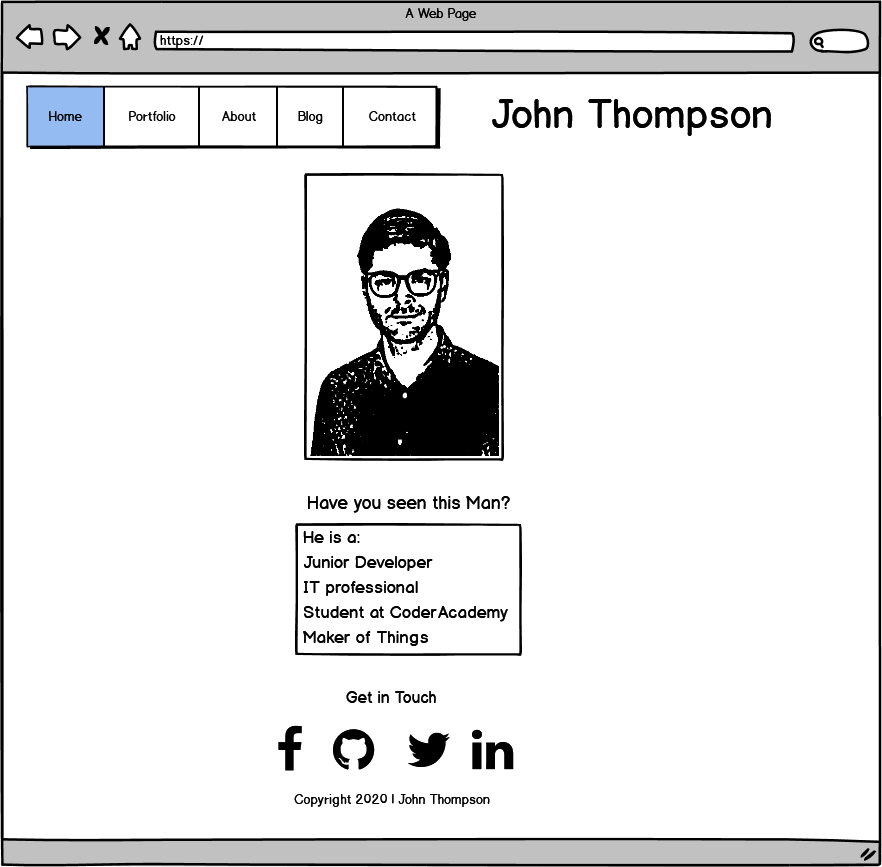 A Web Page
https://
Home Portfolio About Blog Contact
John Thompson
Have you seen this Man?
He is a:
Junior Developer
IT professional
Student at CoderAcademy
Maker of Things
Get in Touch
Copyright 2020 | John Thompson